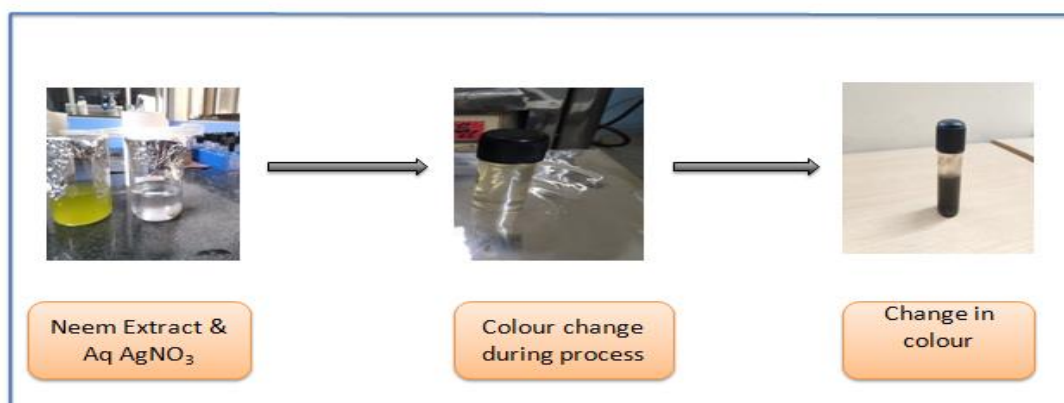 Neem Extract &
Aq AgNO₃
Colour change
during process
Change in
colour